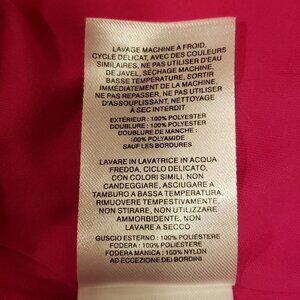 LAVAGE MACHINE À FROID,
CYCLE DÉLICAT, AVEC DES COULEURS
SIMILAIRES, NE PAS UTILISER D'EAU
DE JAVEL, SÉCHAGE MACHINE,
BASSE TEMPÉRATURE, SORTIR
IMMÉDIATEMENT DE LA MACHINE,
NE PAS REPASSER, NE PAS UTILISER
D'ASSOUPLISSANT, NETTOYAGE
À SEC INTERDIT
EXTÉRIEUR : 100% POLYESTER
DOUBLURE : 100% POLYESTER
DOUBLURE DE MANCHE :
100% POLYAMIDE
SAUF LES BORDURES
LAVARE IN LAVATRICE IN ACQUA
FREDDA, CICLO DELICATO,
CON COLORI SIMILI, NON
CANDEGGIARE, ASCIUGARE A
TAMBURO A BASSA TEMPERATURA,
RIMUOVERE TEMPESTIVAMENTE,
NON STIRARE, NON UTILIZZARE
AMMORBIDENTE, NON
LAVARE A SECCO
GUSCIO ESTERNO : 100% POLIESTERE
FODERA : 100% POLIESTERE
FODERA MANICA : 100% NYLON
AD ECCEZIONE DEI BORDINI